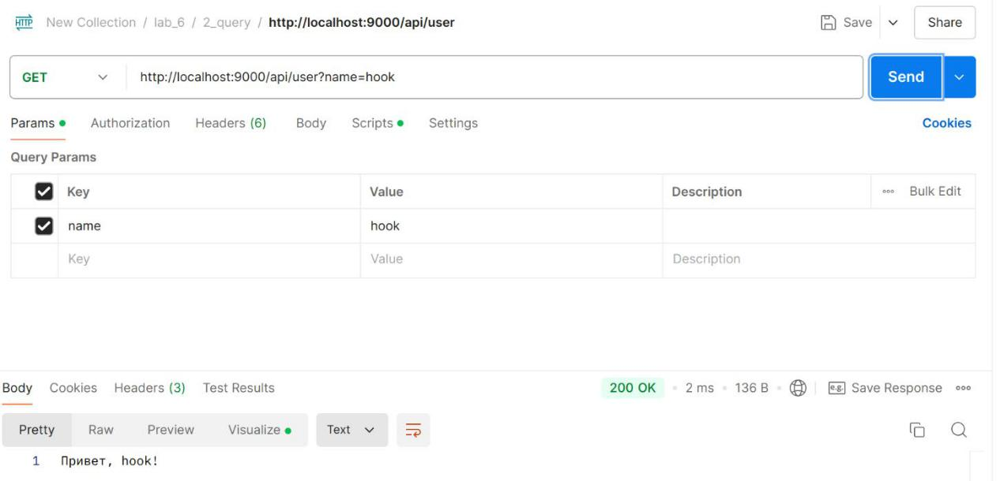 HTTP New Collection / lab_6 / 2_query / http://localhost:9000/api/user Save Share
GET http://localhost:9000/api/user?name=hook Send
Params Authorization Headers (6) Body Scripts Settings Cookies
Query Params
Key Value Description ooo Bulk Edit
name hook
Key Value Description
Body Cookies Headers (3) Test Results 200 OK 2 ms 136 B e.g. Save Response ooo
Pretty Raw Preview Visualize Text
1 Привет, hook!